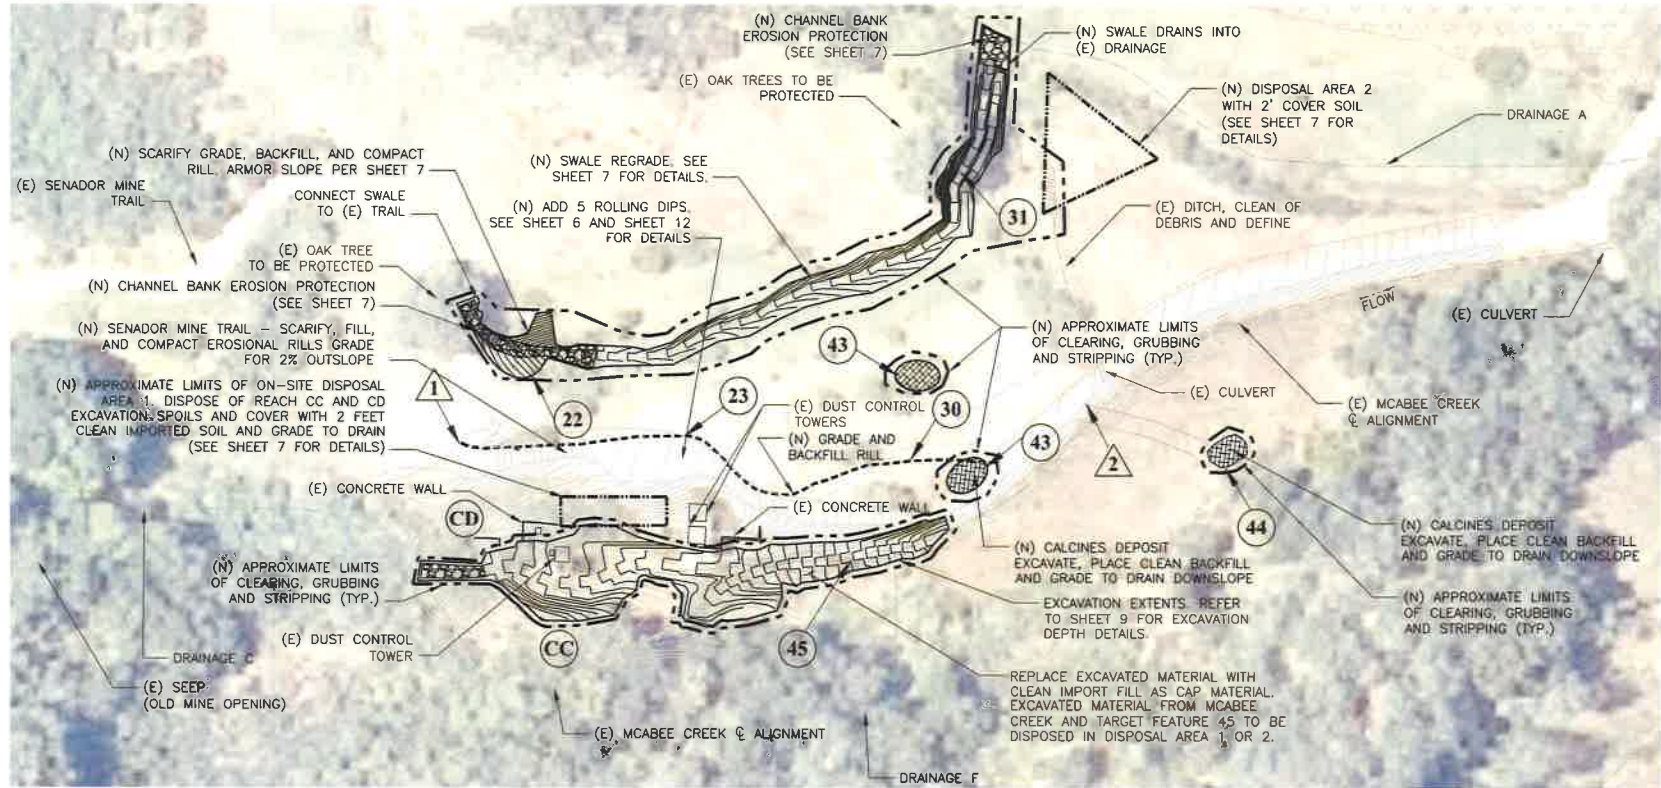 (N) CHANNEL BANK
EROSION PROTECTION
(SEE SHEET 7)
(N) SWALE DRAINS INTO
(E) DRAINAGE
(E) OAK TREES TO BE
PROTECTED
(N) DISPOSAL AREA 2
WITH 2' COVER SOIL
(SEE SHEET 7 FOR
DETAILS)
DRAINAGE A
(N) SCARIFY GRADE, BACKFILL, AND COMPACT
RILL. ARMOR SLOPE PER SHEET 7
(E) SENADOR MINE
TRAIL
CONNECT SWALE
TO (E) TRAIL
(N) SWALE REGRADE, SEE
SHEET 7 FOR DETAILS.
(N) ADD 5 ROLLING DIPS.
SEE SHEET 6 AND SHEET 12
FOR DETAILS
31
(E) DITCH, CLEAN OF
DEBRIS AND DEFINE
(E) OAK TREE
TO BE PROTECTED
(N) CHANNEL BANK EROSION PROTECTION
(SEE SHEET 7)
(N) SENADOR MINE TRAIL – SCARIFY, FILL,
AND COMPACT EROSIONAL RILLS GRADE
FOR 2% OUTSLOPE
FLOW
(E) CULVERT
(N) APPROXIMATE LIMITS
OF CLEARING, GRUBBING
AND STRIPPING (TYP.)
43
(E) CULVERT
(N) APPROXIMATE LIMITS OF ON-SITE DISPOSAL
AREA 1. DISPOSE OF REACH CC AND CD
EXCAVATION SPOILS AND COVER WITH 2 FEET
CLEAN IMPORTED SOIL AND GRADE TO DRAIN
(SEE SHEET 7 FOR DETAILS)
1
22
23
(E) DUST CONTROL
TOWERS
30
(E) MCABEE CREEK
℄ ALIGNMENT
(N) GRADE AND
BACKFILL RILL
43
2
(E) CONCRETE WALL
(E) CONCRETE WALL
CD
44
(N) CALCINES DEPOSIT
EXCAVATE, PLACE CLEAN BACKFILL
AND GRADE TO DRAIN DOWNSLOPE
(N) CALCINES DEPOSIT
EXCAVATE, PLACE CLEAN BACKFILL
AND GRADE TO DRAIN DOWNSLOPE
(N) APPROXIMATE LIMITS
OF CLEARING, GRUBBING
AND STRIPPING (TYP.)
(N) APPROXIMATE LIMITS
OF CLEARING, GRUBBING
AND STRIPPING (TYP.)
EXCAVATION EXTENTS. REFER
TO SHEET 9 FOR EXCAVATION
DEPTH DETAILS.
(E) DUST CONTROL
TOWER
CC
45
DRAINAGE C
(E) SEEP
(OLD MINE OPENING)
REPLACE EXCAVATED MATERIAL WITH
CLEAN IMPORT FILL AS CAP MATERIAL.
EXCAVATED MATERIAL FROM MCABEE
CREEK AND TARGET FEATURE 45 TO BE
DISPOSED IN DISPOSAL AREA 1 OR 2.
(E) MCABEE CREEK ℄ ALIGNMENT
DRAINAGE F